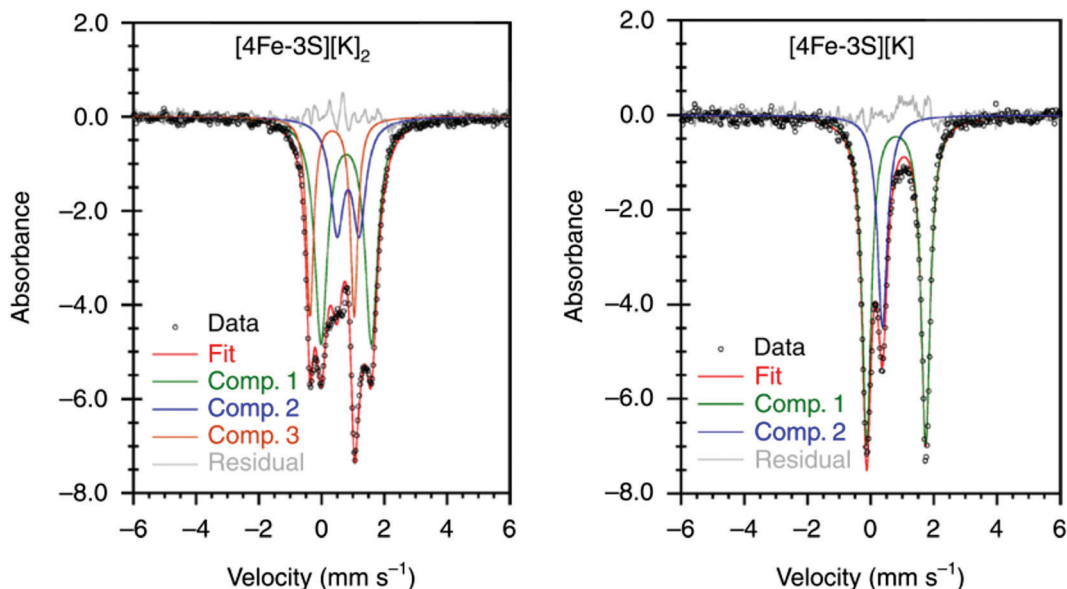 [4Fe-3S][K]2
2.0
0.0
−2.0
−4.0
−6.0
−8.0
Absorbance
Data
Fit
Comp. 1
Comp. 2
Comp. 3
Residual
−6 −4 −2 0 2 4 6
Velocity (mm s−1)
[4Fe-3S][K]
2.0
0.0
−2.0
−4.0
−6.0
−8.0
Absorbance
Data
Fit
Comp. 1
Comp. 2
Residual
−6 −4 −2 0 2 4 6
Velocity (mm s−1)